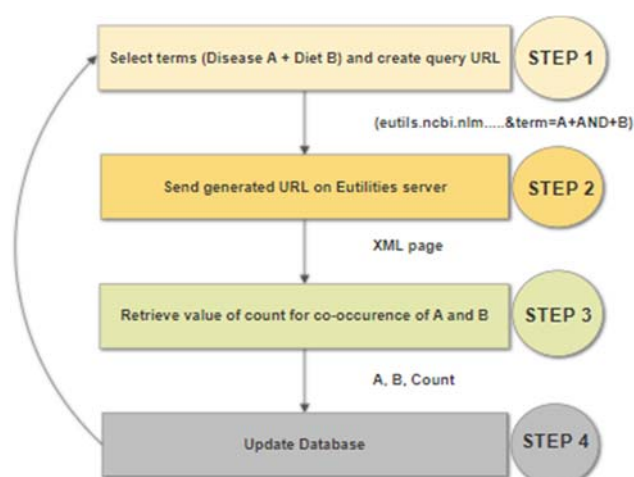 Select terms (Disease A + Diet B) and create query URL
STEP 1
(eutils.ncbi.nlm.....&term=A+AND+B)
Send generated URL on Eutilities server
STEP 2
XML page
Retrieve value of count for co-occurence of A and B
STEP 3
A, B, Count
Update Database
STEP 4